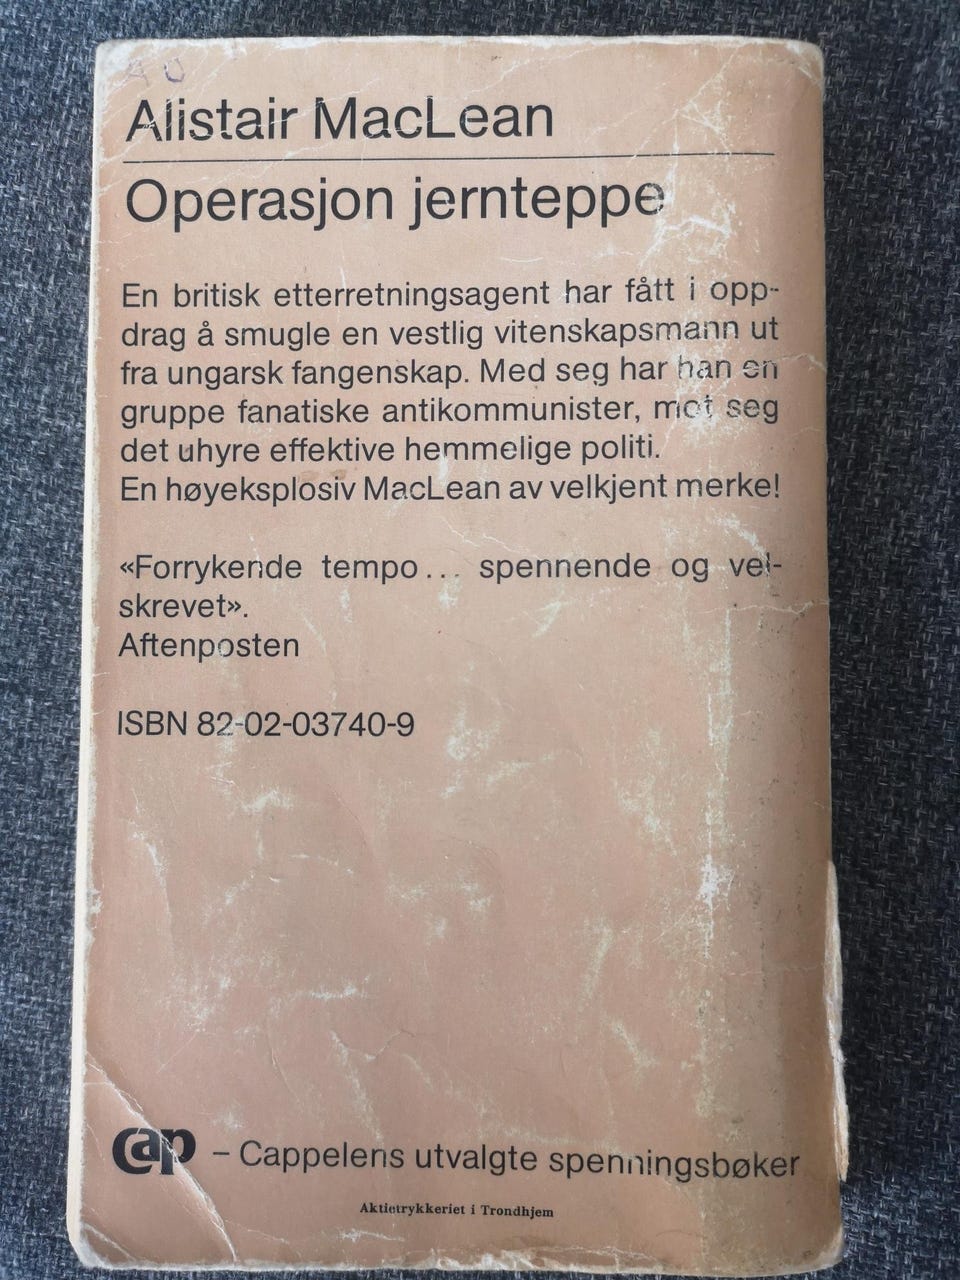 Alistair MacLean
Operasjon jernteppe
En britisk etterretningsagent har fått i opp-
drag å smugle en vestlig vitenskapsmann ut
fra ungarsk fangenskap. Med seg har han en
gruppe fanatiske antikommunister, mot seg
det uhyre effektive hemmelige politi.
En høyeksplosiv MacLean av velkjent merke!
«Forrykende tempo... spennende og vel-
skrevet».
Aftenposten
ISBN 82-02-03740-9
cap – Cappelens utvalgte spenningsbøker
Aktietrykkeriet i Trondhjem